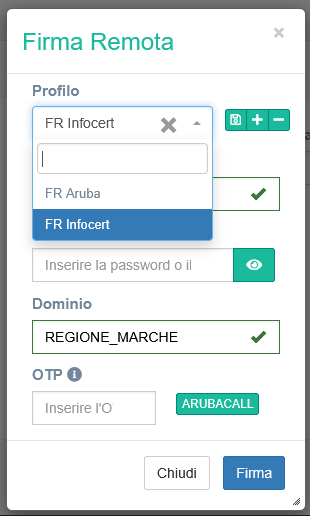 Firma Remota
×
Profilo
FR Infocert
FR Aruba
FR Infocert
Inserire la password o il
Dominio
REGIONE_MARCHE
OTP
Inserire l'O
ARUBACALL
Chiudi
Firma